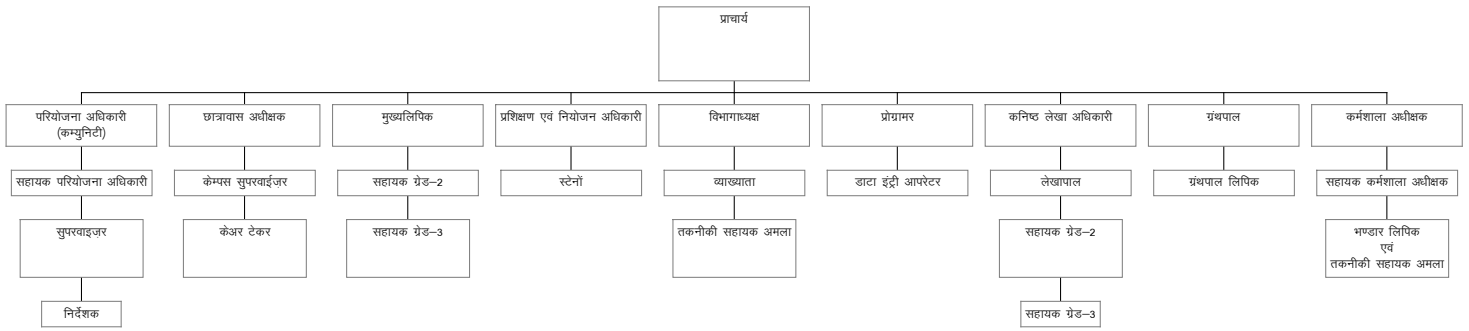 प्राचार्य
परियोजना अधिकारी
(कम्युनिटी)
छात्रावास अधीक्षक
मुख्यलिपिक
प्रशिक्षण एवं नियोजन अधिकारी
विभागाध्यक्ष
प्रोग्रामर
कनिष्ठ लेखा अधिकारी
ग्रंथपाल
कर्मशाला अधीक्षक
सहायक परियोजना अधिकारी
केम्पस सुपरवाईज़र
सहायक ग्रेड–2
स्टेनों
व्याख्याता
डाटा इंट्री आपरेटर
लेखापाल
ग्रंथपाल लिपिक
सहायक कर्मशाला अधीक्षक
सुपरवाइज़र
केअर टेकर
सहायक ग्रेड–3
तकनीकी सहायक अमला
सहायक ग्रेड–2
भण्डार लिपिक
एवं
तकनीकी सहायक अमला
निर्देशक
सहायक ग्रेड–3